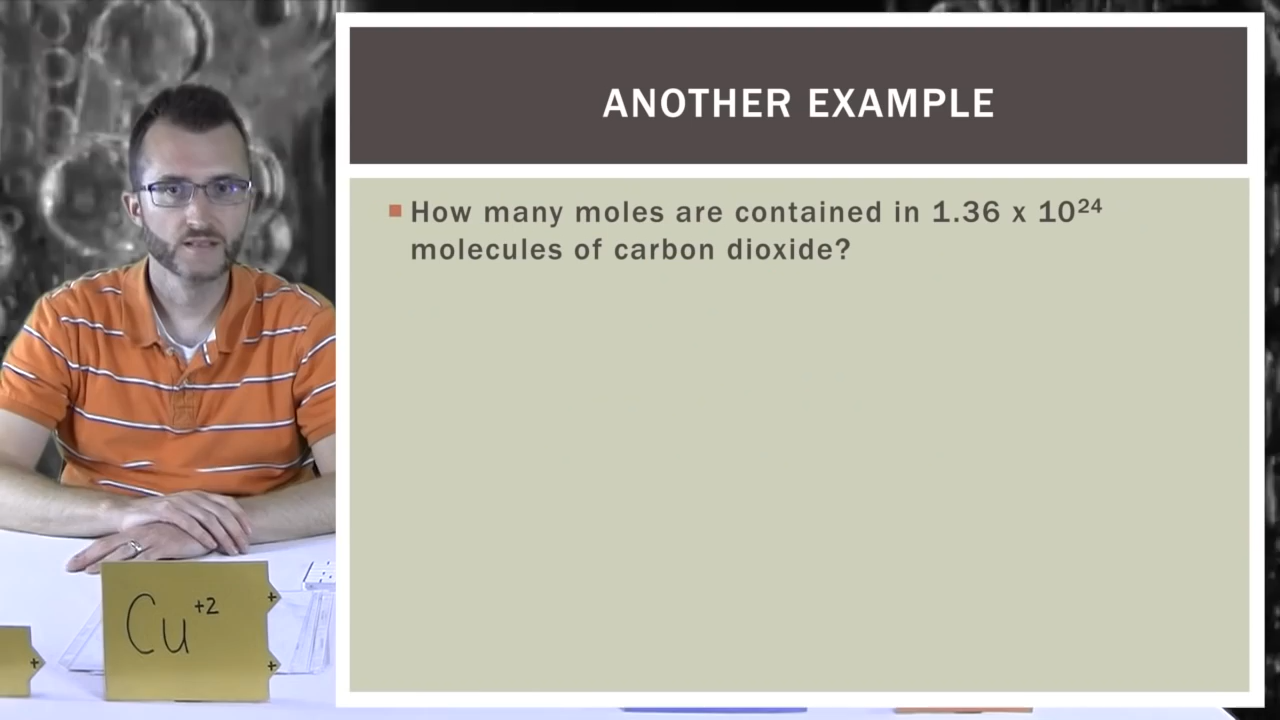 ANOTHER EXAMPLE
How many moles are contained in 1.36 x 10²⁴
molecules of carbon dioxide?
Cu⁺²
+
+
+